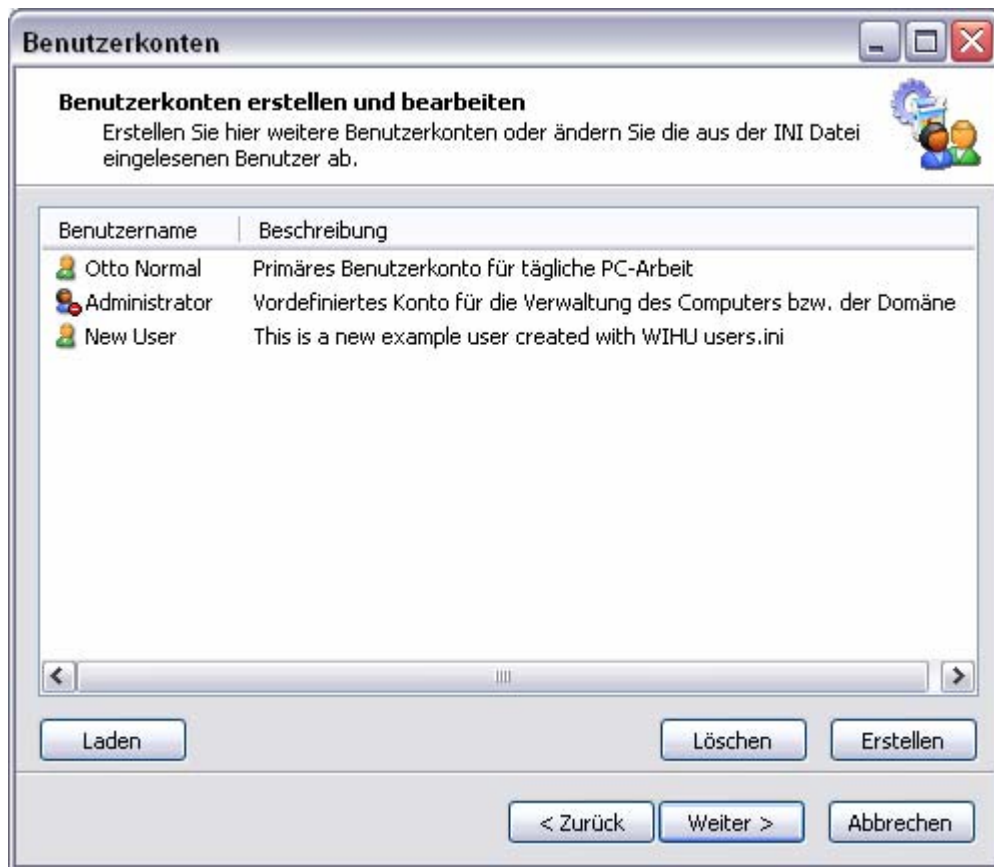 Benutzerkonten
Benutzerkonten erstellen und bearbeiten
Erstellen Sie hier weitere Benutzerkonten oder ändern Sie die aus der INI Datei
eingelesenen Benutzer ab.
Benutzername Beschreibung
Otto Normal Primäres Benutzerkonto für tägliche PC-Arbeit
Administrator Vordefiniertes Konto für die Verwaltung des Computers bzw. der Domäne
New User This is a new example user created with WIHU users.ini
Laden Löschen Erstellen
< Zurück Weiter > Abbrechen